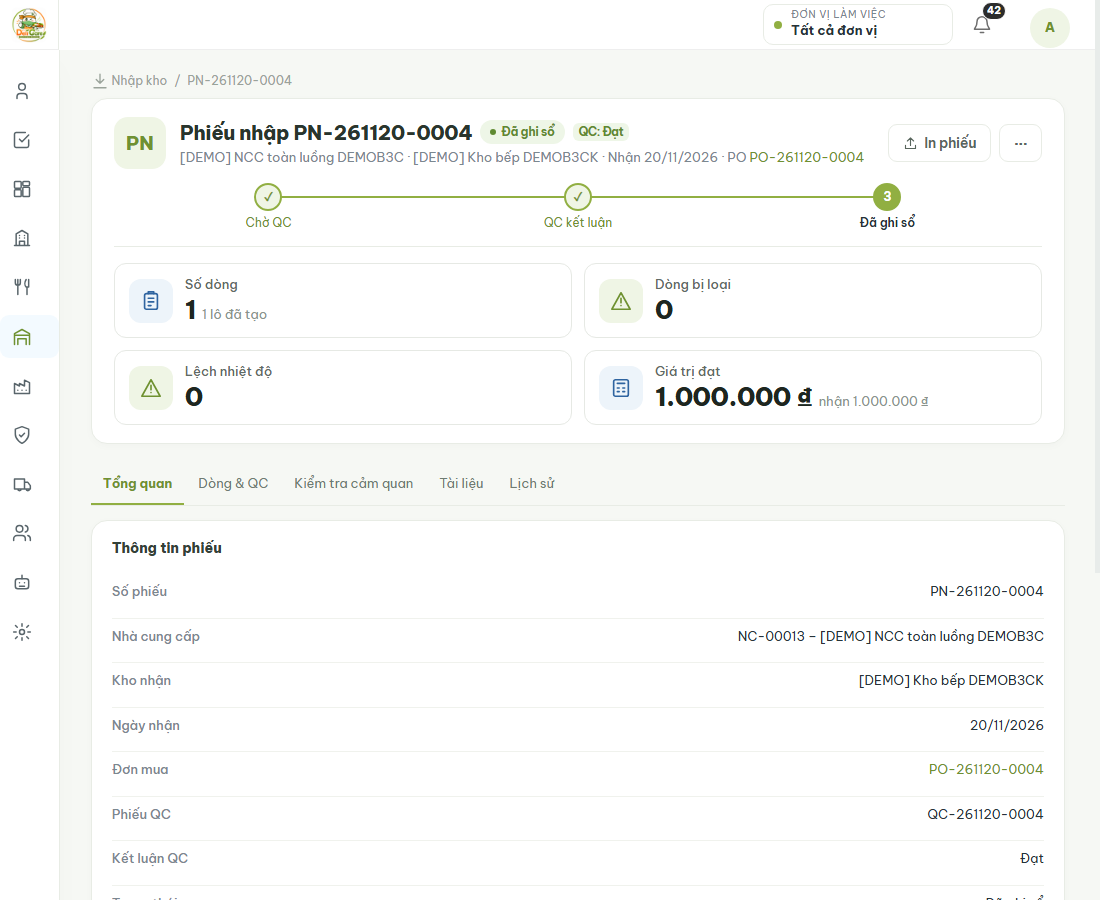 ĐƠN VỊ LÀM VIỆC
Tất cả đơn vị
42
A
Nhập kho / PN-261120-0004
PN
Phiếu nhập PN-261120-0004
Đã ghi sổ
QC: Đạt
[DEMO] NCC toàn luồng DEMOB3C · [DEMO] Kho bếp DEMOB3CK · Nhận 20/11/2026 · PO PO-261120-0004
In phiếu
...
3
Chờ QC
QC kết luận
Đã ghi sổ
Số dòng
1 1 lô đã tạo
Dòng bị loại
0
Lệch nhiệt độ
0
Giá trị đạt
1.000.000 ₫ nhận 1.000.000 ₫
Tổng quan
Dòng & QC
Kiểm tra cảm quan
Tài liệu
Lịch sử
Thông tin phiếu
Số phiếu PN-261120-0004
Nhà cung cấp NC-00013 – [DEMO] NCC toàn luồng DEMOB3C
Kho nhận [DEMO] Kho bếp DEMOB3CK
Ngày nhận 20/11/2026
Đơn mua PO-261120-0004
Phiếu QC QC-261120-0004
Kết luận QC Đạt